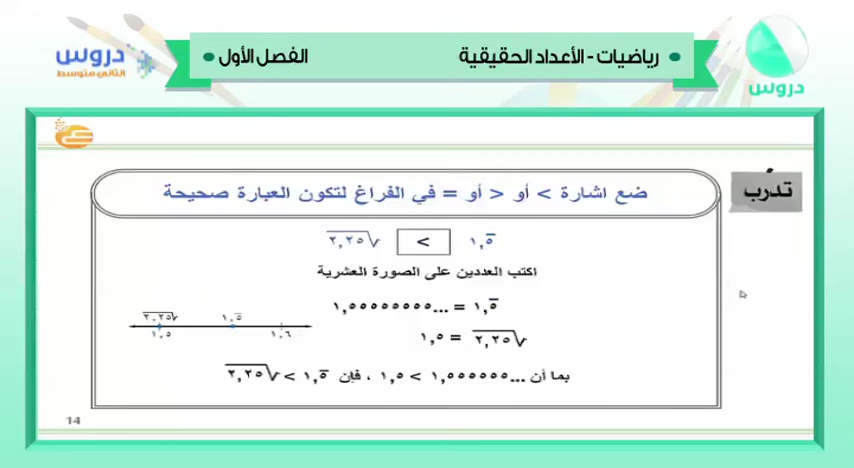 دروس
الثاني متوسط
رياضيات - الأعداد الحقيقية
الفصل الأول
دروس
تدرب
ضع اشارة < أو > أو = في الفراغ لتكون العبارة صحيحة
١,٥̅ < √٢,٢٥
اكتب العددين على الصورة العشرية
١,٥̅ = ١,٥٥٥٥٥٥٥٥...
√٢,٢٥ = ١,٥
√٢,٢٥ ١,٥̅
١,٥ ١,٦
بما أن ...١,٥٥٥٥٥٥ < ١,٥ ، فإن ١,٥̅ < √٢,٢٥
14